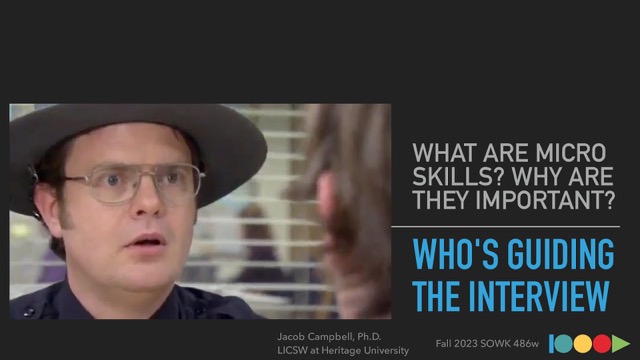 WHAT ARE MICRO
SKILLS? WHY ARE
THEY IMPORTANT?
WHO'S GUIDING
THE INTERVIEW
Jacob Campbell, Ph.D.
LICSW at Heritage University
Fall 2023 SOWK 486w